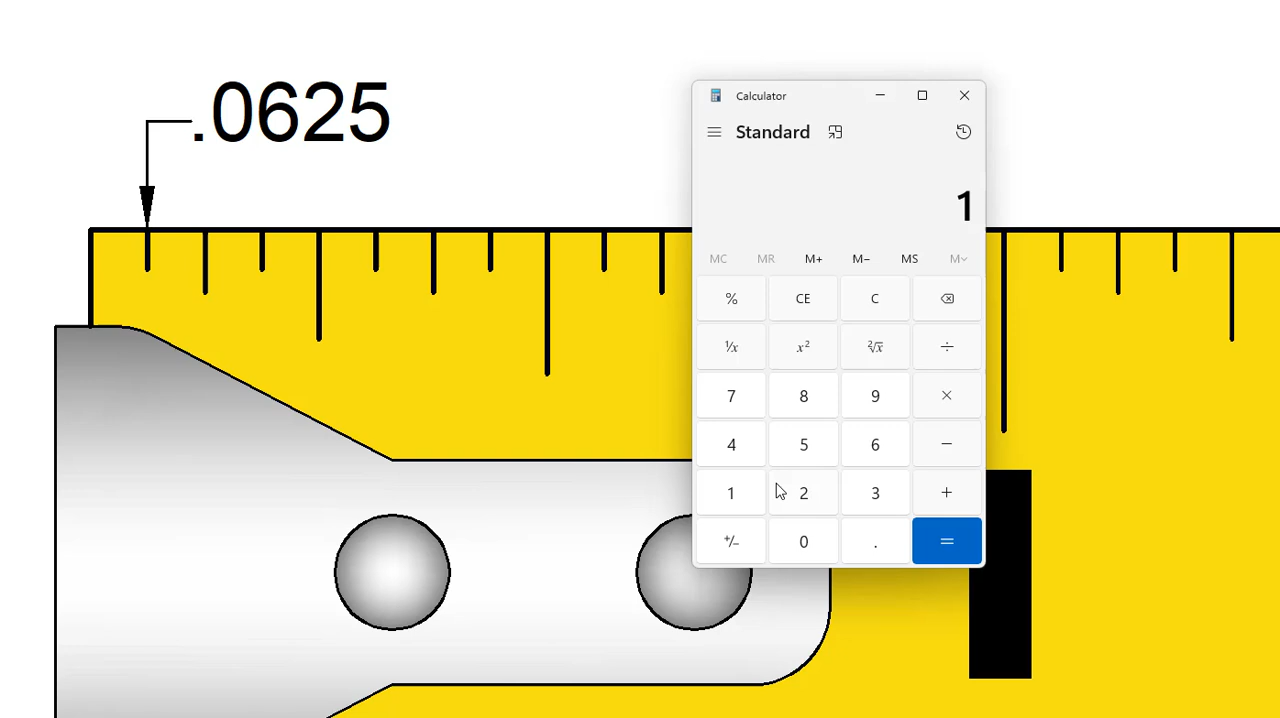 .0625
Calculator
Standard
1
MC MR M+ M− MS M˅
% CE C
¹/x x² ²√x ÷
7 8 9 ×
4 5 6 −
1 2 3 +
+/− 0 . =
1